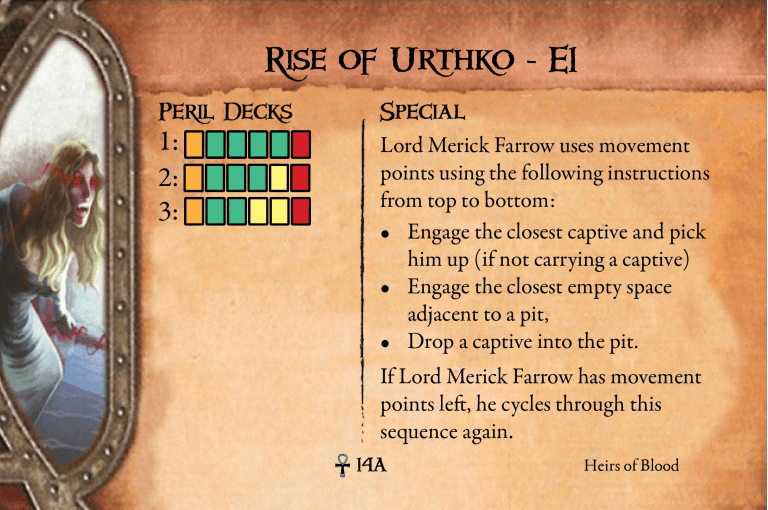 Rise of Urthko - E1
Peril Decks
1:
2:
3:
Special
Lord Merick Farrow uses movement
points using the following instructions
from top to bottom:
• Engage the closest captive and pick
him up (if not carrying a captive)
• Engage the closest empty space
adjacent to a pit,
• Drop a captive into the pit.
If Lord Merick Farrow has movement
points left, he cycles through this
sequence again.
14A
Heirs of Blood